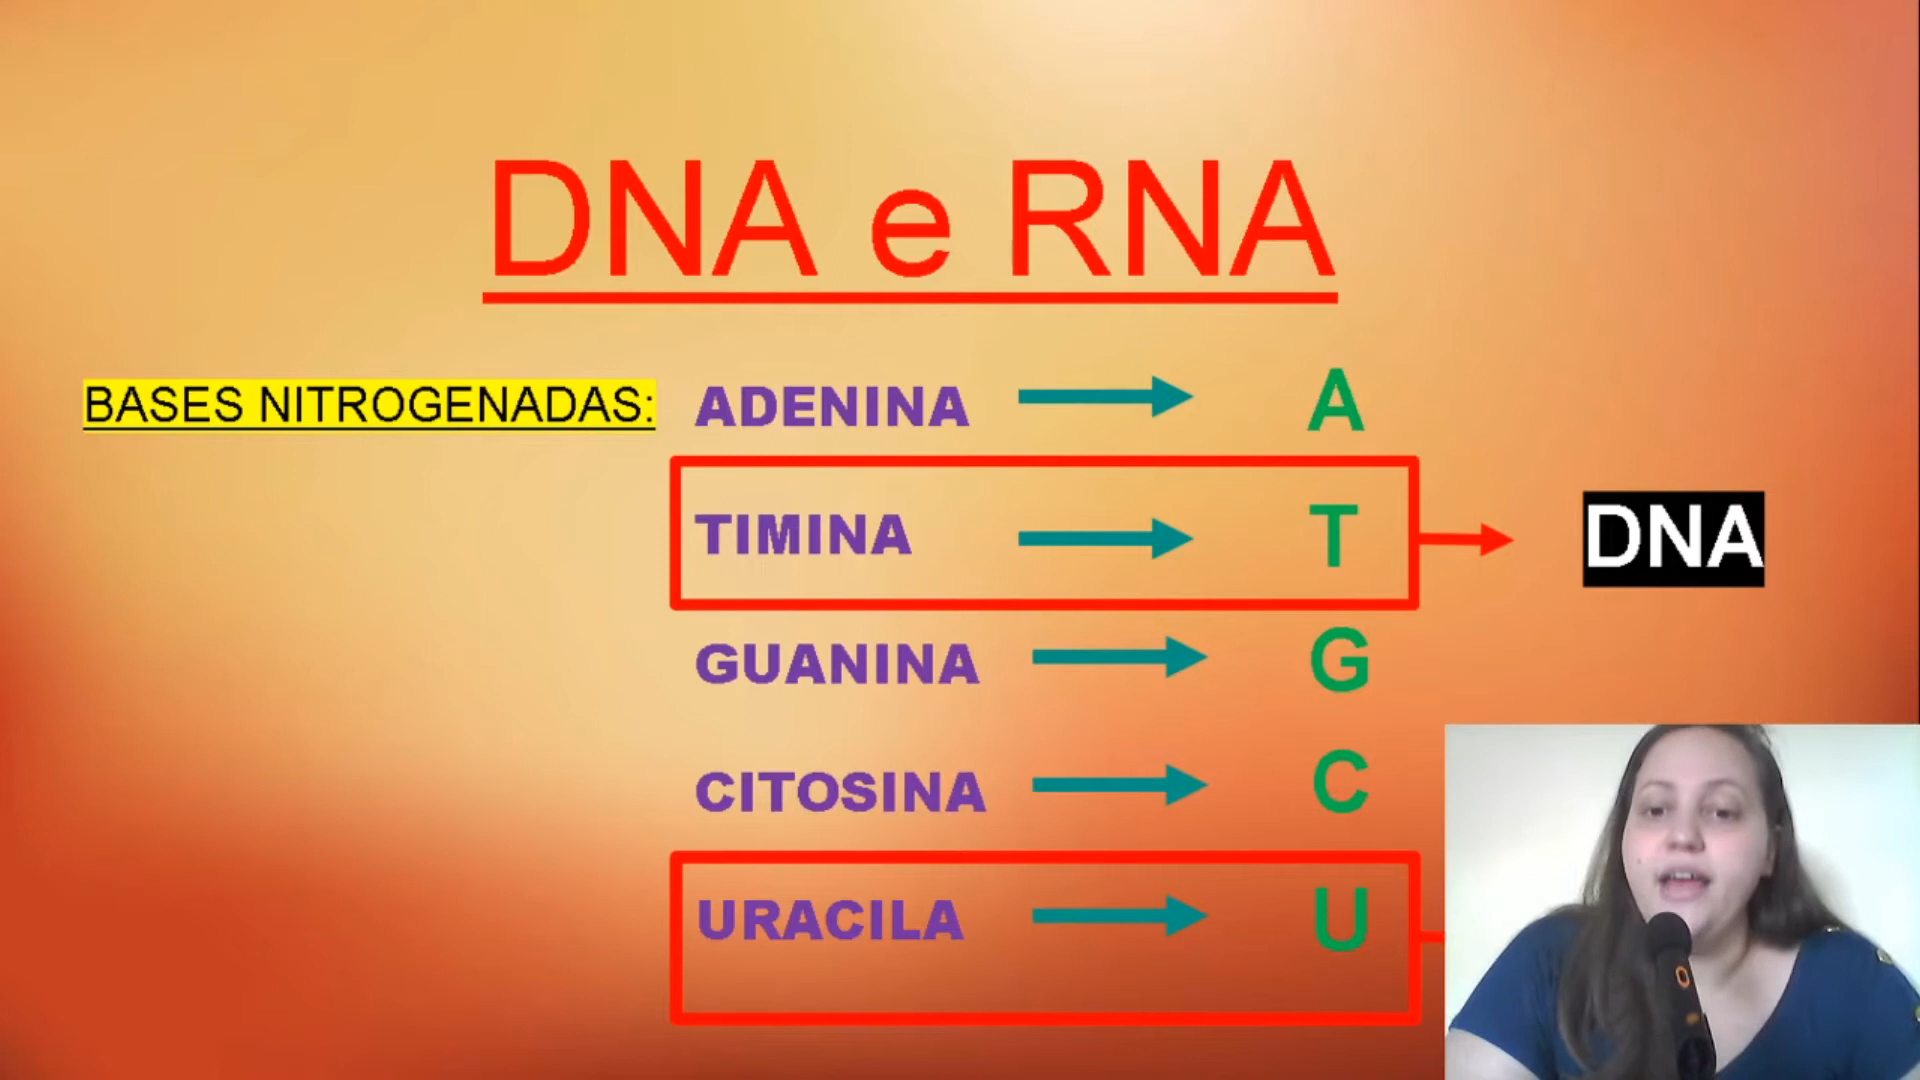 DNA e RNA
BASES NITROGENADAS: ADENINA A
TIMINA T DNA
GUANINA G
CITOSINA C
URACILA U